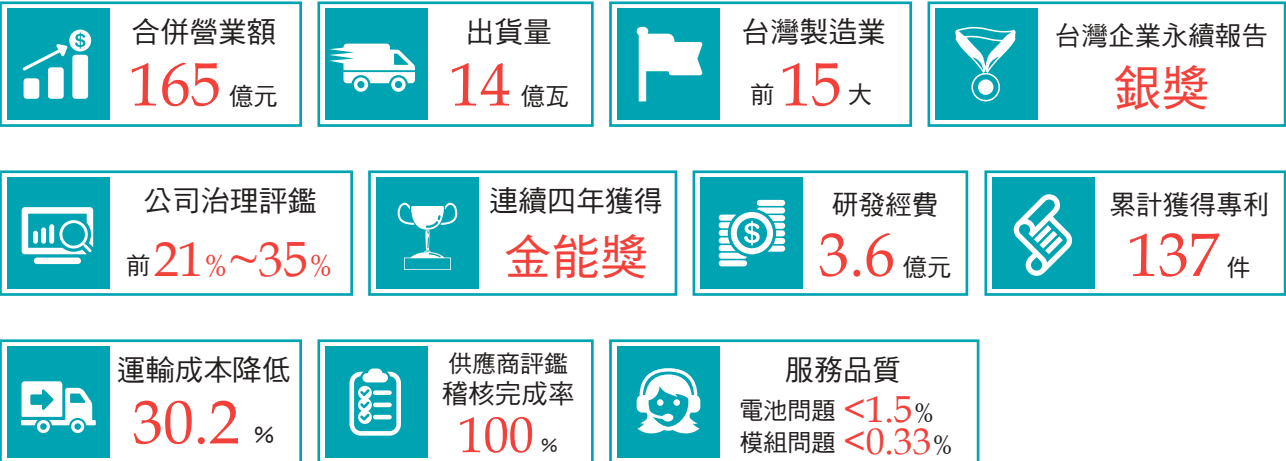 合併營業額
165 億元
出貨量
14 億瓦
台灣製造業
前 15 大
台灣企業永續報告
銀獎
公司治理評鑑
前21%~35%
連續四年獲得
金能獎
研發經費
3.6 億元
累計獲得專利
137 件
運輸成本降低
30.2 %
供應商評鑑
稽核完成率
100 %
服務品質
電池問題 <1.5%
模組問題 <0.33%